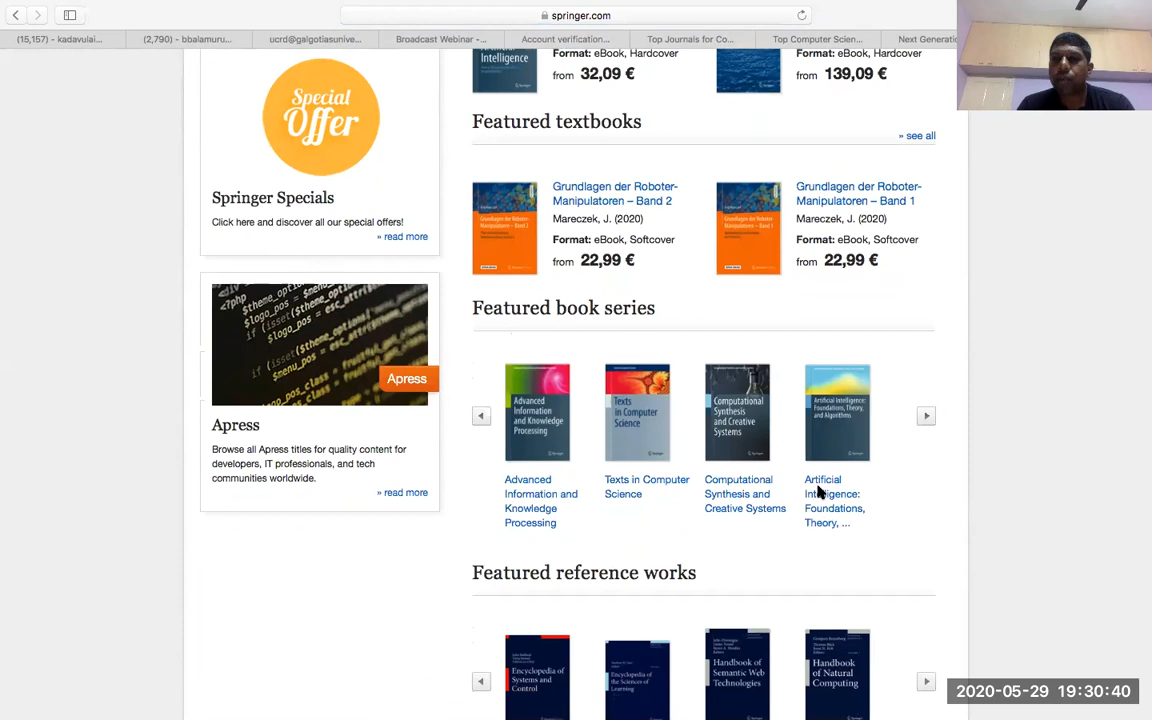 springer.com
(15,157) - kadavulai...
(2,790) - bbalamuru...
ucrd@galgotiasunive...
Broadcast Webinar -...
Account verification...
Top Journals for Co...
Top Computer Scien...
Next Generati
Intelligence
Format: eBook, Hardcover
from 32,09 €
Format: eBook, Hardcover
from 139,09 €
Special
Offer
Springer Specials
Click here and discover all our special offers!
» read more
Featured textbooks
» see all
Grundlagen der Roboter-
Manipulatoren – Band 2
Mareczek, J. (2020)
Format: eBook, Softcover
from 22,99 €
Grundlagen der Roboter-
Manipulatoren – Band 1
Mareczek, J. (2020)
Format: eBook, Softcover
from 22,99 €
Apress
Apress
Browse all Apress titles for quality content for
developers, IT professionals, and tech
communities worldwide.
» read more
Featured book series
Advanced
Information
and Knowledge
Processing
Texts
in Computer
Science
Computational
Synthesis
and Creative
Systems
Artificial Intelligence:
Foundations, Theory,
and Algorithms
Advanced
Information and
Knowledge
Processing
Texts in Computer
Science
Computational
Synthesis and
Creative Systems
Artificial
Intelligence:
Foundations,
Theory, ...
Featured reference works
Encyclopedia of
Systems and
Control
Encyclopedia of
the Sciences of
Learning
Handbook of
Semantic Web
Technologies
Handbook
of Natural
Computing
2020-05-29 19:30:40